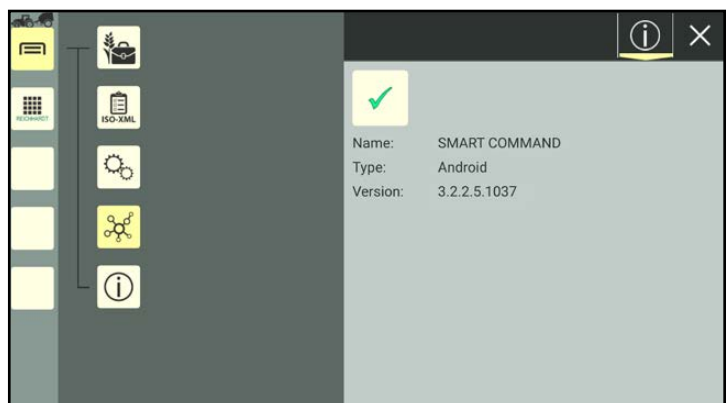 REICHHARDT
ISO-XML
Name: SMART COMMAND
Type: Android
Version: 3.2.2.5.1037